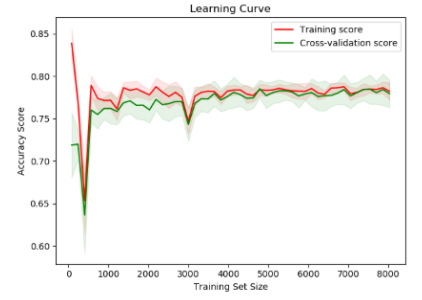 Learning Curve
Training score
Cross-validation score
Accuracy Score
0.85
0.80
0.75
0.70
0.65
0.60
0 1000 2000 3000 4000 5000 6000 7000 8000
Training Set Size